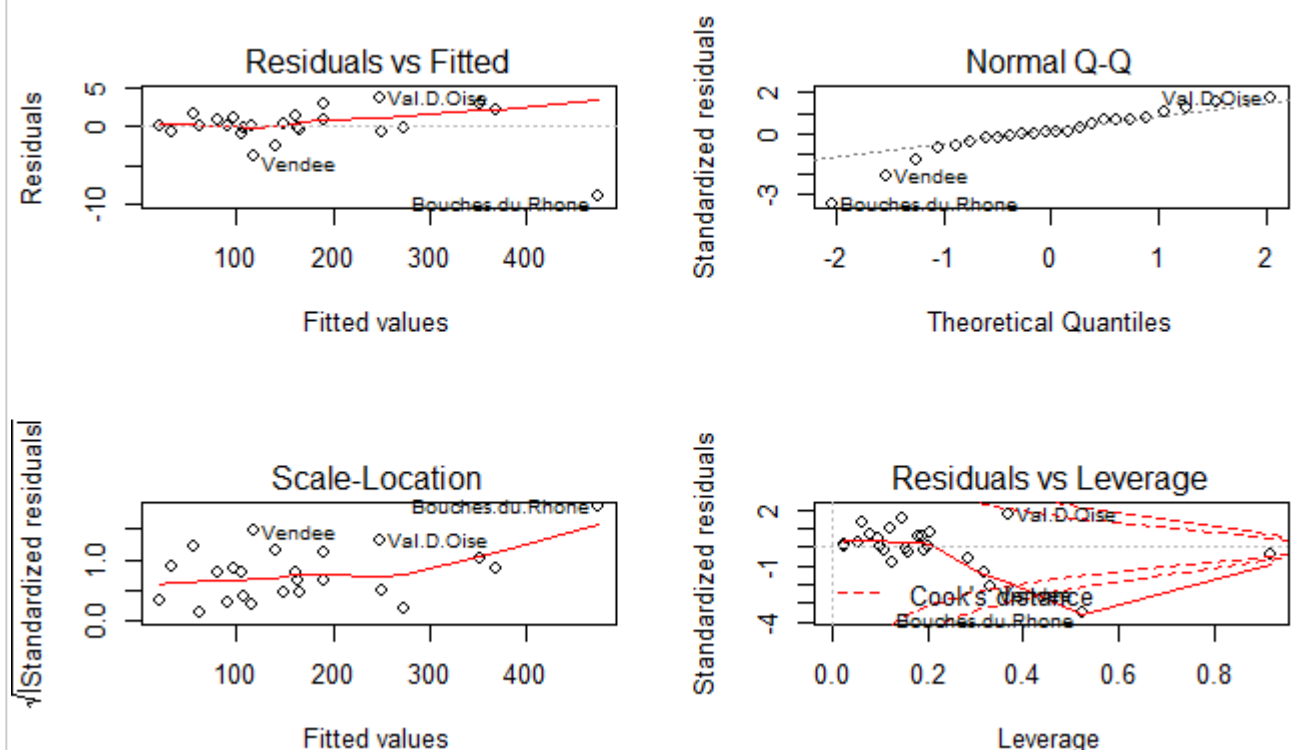 Residuals vs Fitted
Residuals
5
0
-10
Val.D.Oise
Vendee
Bouches.du.Rhone
100 200 300 400
Fitted values
Normal Q-Q
Standardized residuals
2
0
-3
Val.D.Oise
Vendee
Bouches.du.Rhone
-2 -1 0 1 2
Theoretical Quantiles
Scale-Location
√|Standardized residuals|
1.0
0.0
Bouches.du.Rhone
Vendee
Val.D.Oise
100 200 300 400
Fitted values
Residuals vs Leverage
Standardized residuals
2
-1
-4
Val.D.Oise
Cook's distance
Bouches.du.Rhone
0.0 0.2 0.4 0.6 0.8
Leverage